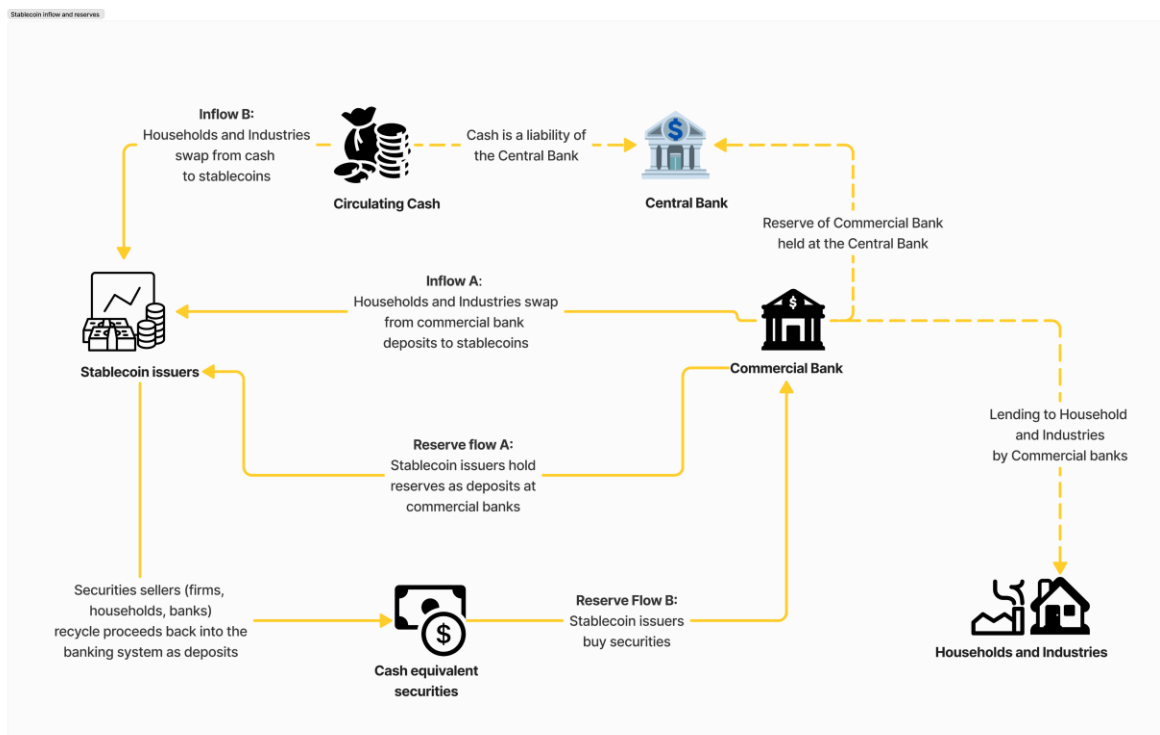 Stablecoin inflow and reserves
Inflow B:
Households and Industries
swap from cash
to stablecoins
Circulating Cash
Cash is a liability of
the Central Bank
Central Bank
Reserve of Commercial Bank
held at the Central Bank
Stablecoin issuers
Inflow A:
Households and Industries swap
from commercial bank
deposits to stablecoins
Commercial Bank
Reserve flow A:
Stablecoin issuers hold
reserves as deposits at
commercial banks
Lending to Household
and Industries
by Commercial banks
Securities sellers (firms,
households, banks)
recycle proceeds back into the
banking system as deposits
Cash equivalent
securities
Reserve Flow B:
Stablecoin issuers
buy securities
Households and Industries